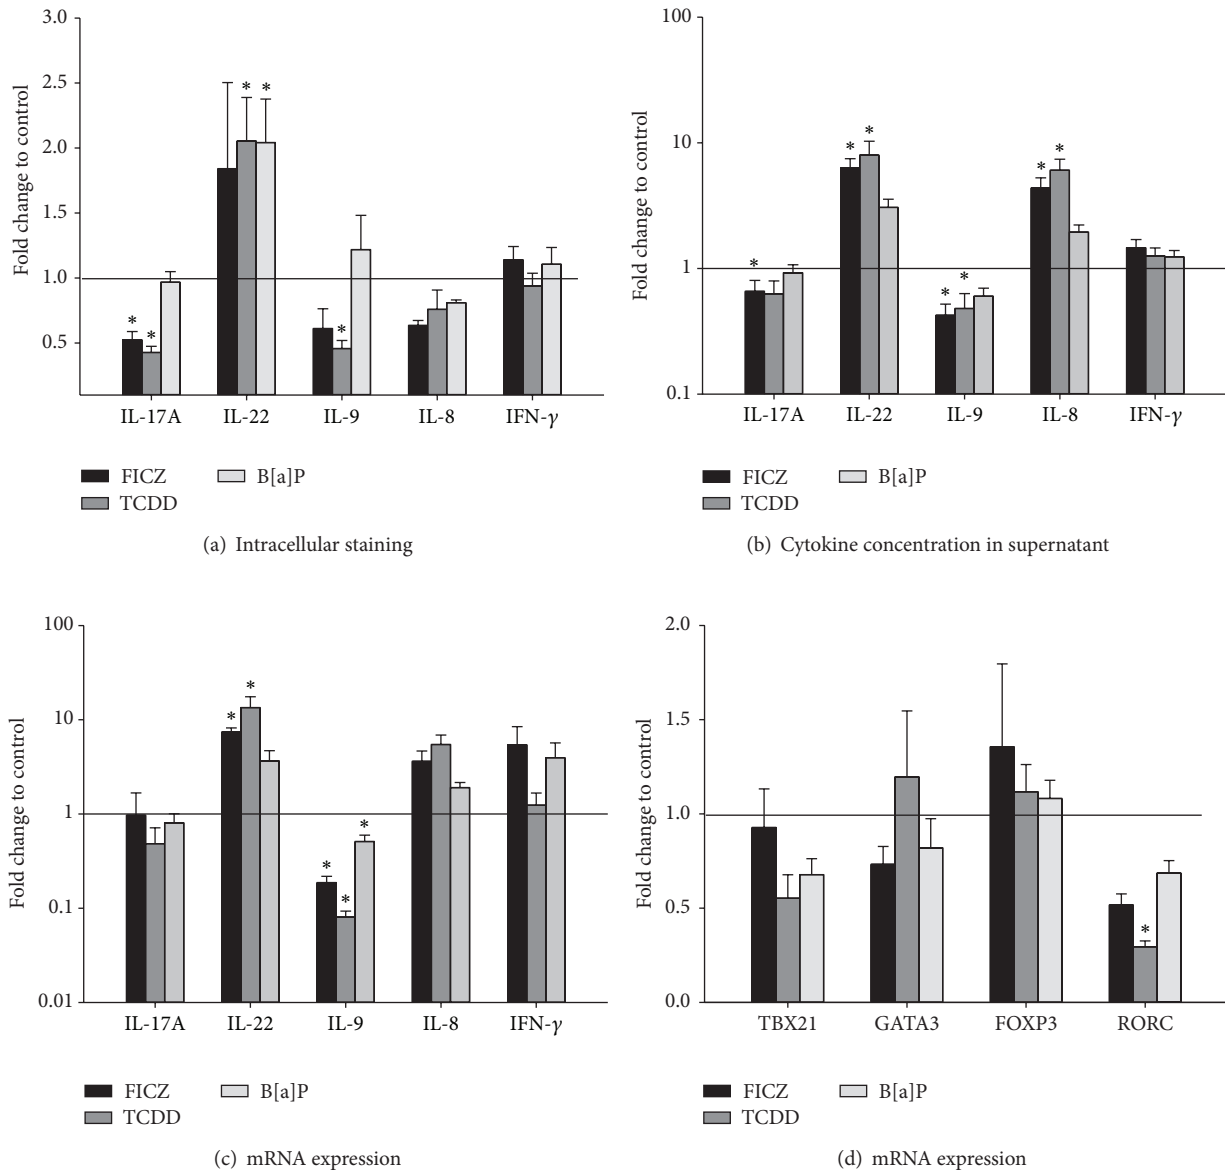 3.0
2.5
2.0
1.5
1.0
0.5
Fold change to control
* * * * *
IL-17A IL-22 IL-9 IL-8 IFN-γ
FICZ B[a]P
TCDD
(a) Intracellular staining
100
10
1
0.1
Fold change to control
* * * * * * *
IL-17A IL-22 IL-9 IL-8 IFN-γ
FICZ B[a]P
TCDD
(b) Cytokine concentration in supernatant
100
10
1
0.1
0.01
Fold change to control
* * * * *
IL-17A IL-22 IL-9 IL-8 IFN-γ
FICZ B[a]P
TCDD
(c) mRNA expression
2.0
1.5
1.0
0.5
0.0
Fold change to control
*
TBX21 GATA3 FOXP3 RORC
FICZ B[a]P
TCDD
(d) mRNA expression